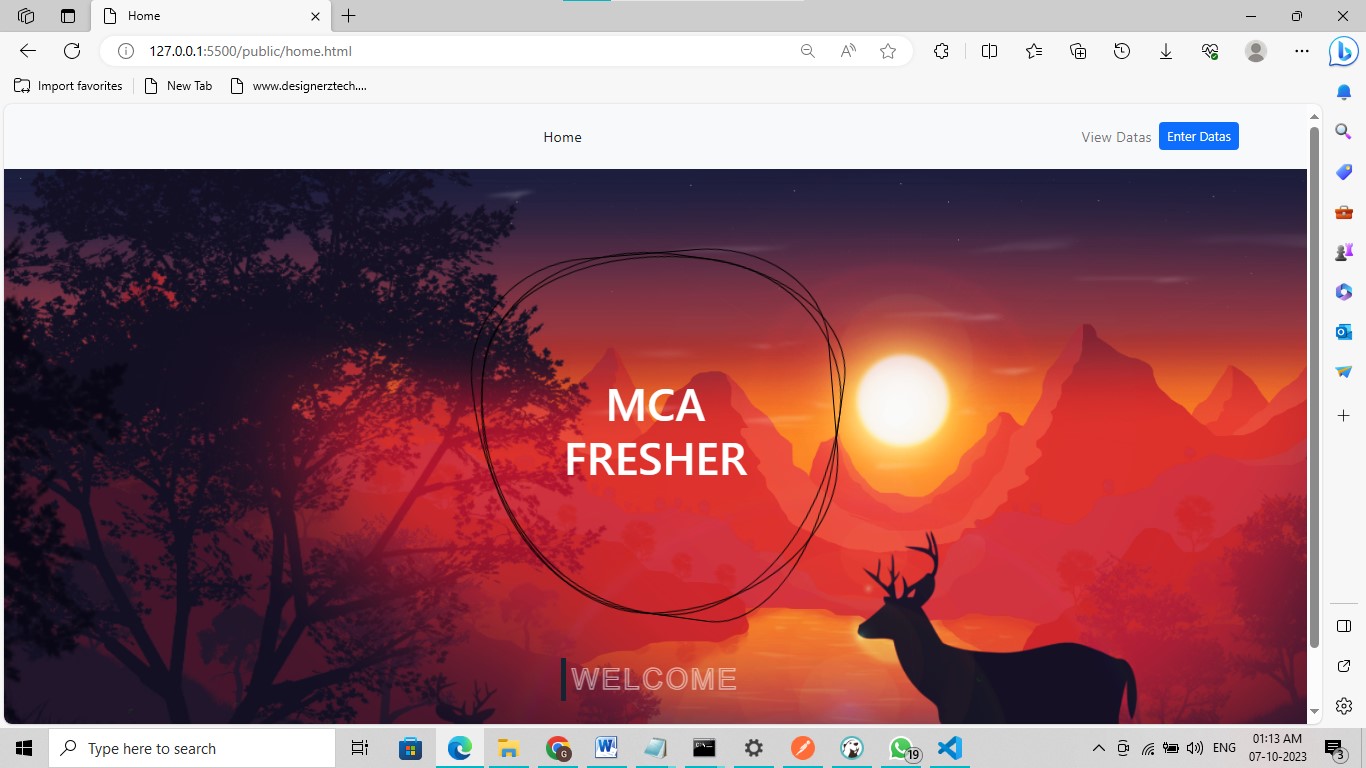 Home
127.0.0.1:5500/public/home.html
Import favorites
New Tab
www.designerztech....
Home
View Datas
Enter Datas
MCA
FRESHER
WELCOME
Type here to search
G
W
19
ENG
01:13 AM
07-10-2023
3